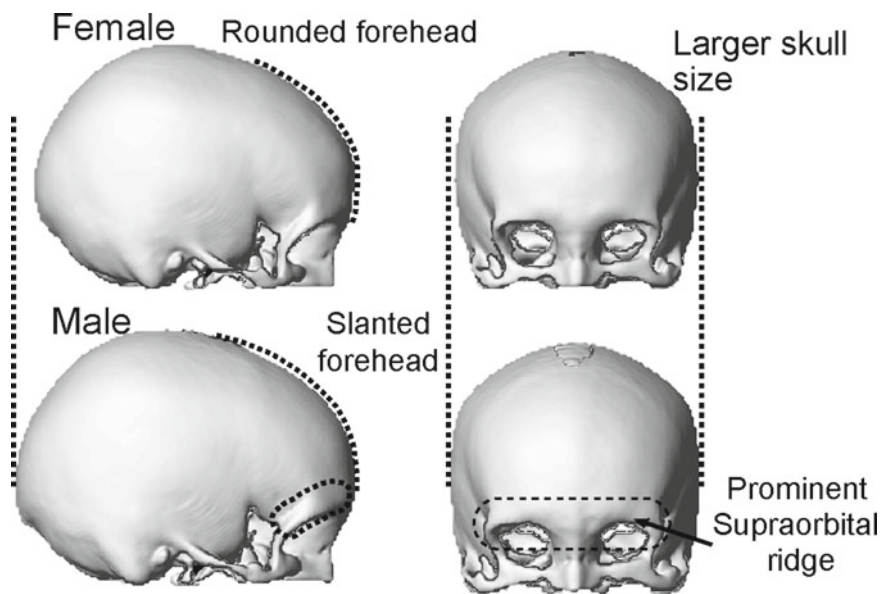 Female
Rounded forehead
Larger skull
size
Male
Slanted
forehead
Prominent
Supraorbital
ridge